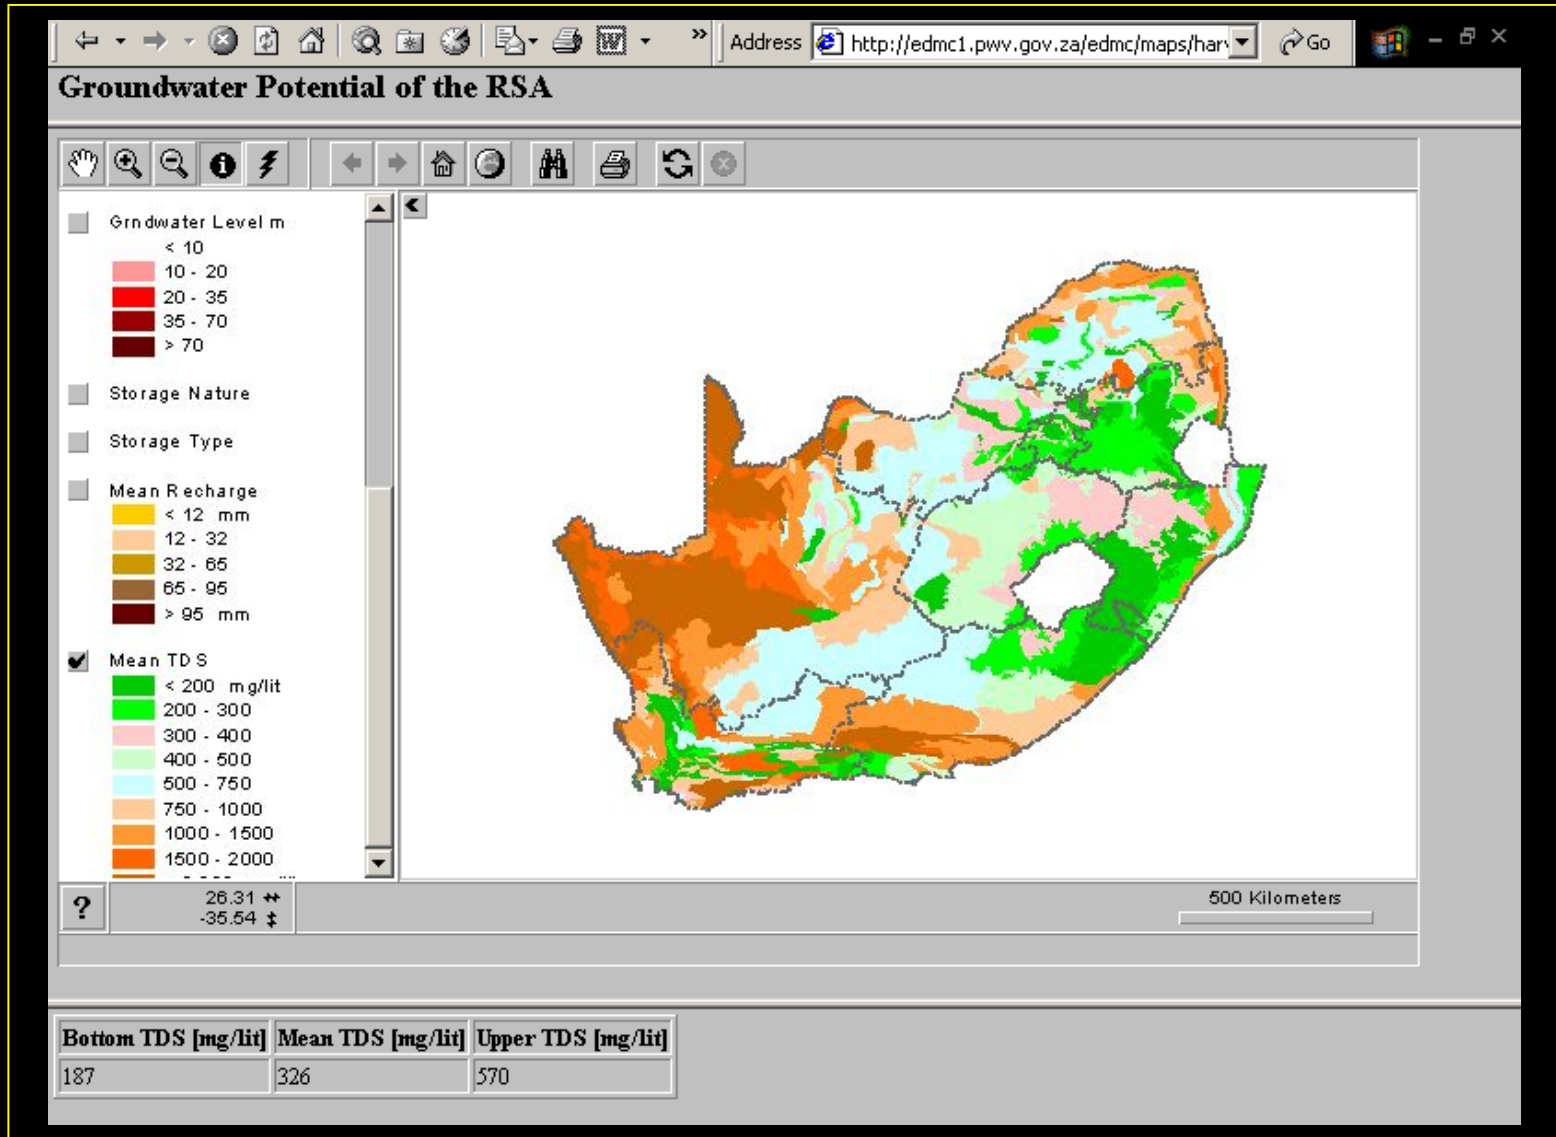 Address http://edmc1.pwv.gov.za/edmc/maps/har Go
Groundwater Potential of the RSA
Grndwater Level m
< 10
10 - 20
20 - 35
35 - 70
> 70
Storage Nature
Storage Type
Mean Recharge
< 12 mm
12 - 32
32 - 65
65 - 95
> 95 mm
Mean TDS
< 200 mg/lit
200 - 300
300 - 400
400 - 500
500 - 750
750 - 1000
1000 - 1500
1500 - 2000
?
26.31
-35.54
500 Kilometers
Bottom TDS [mg/lit] Mean TDS [mg/lit] Upper TDS [mg/lit]
187 326 570